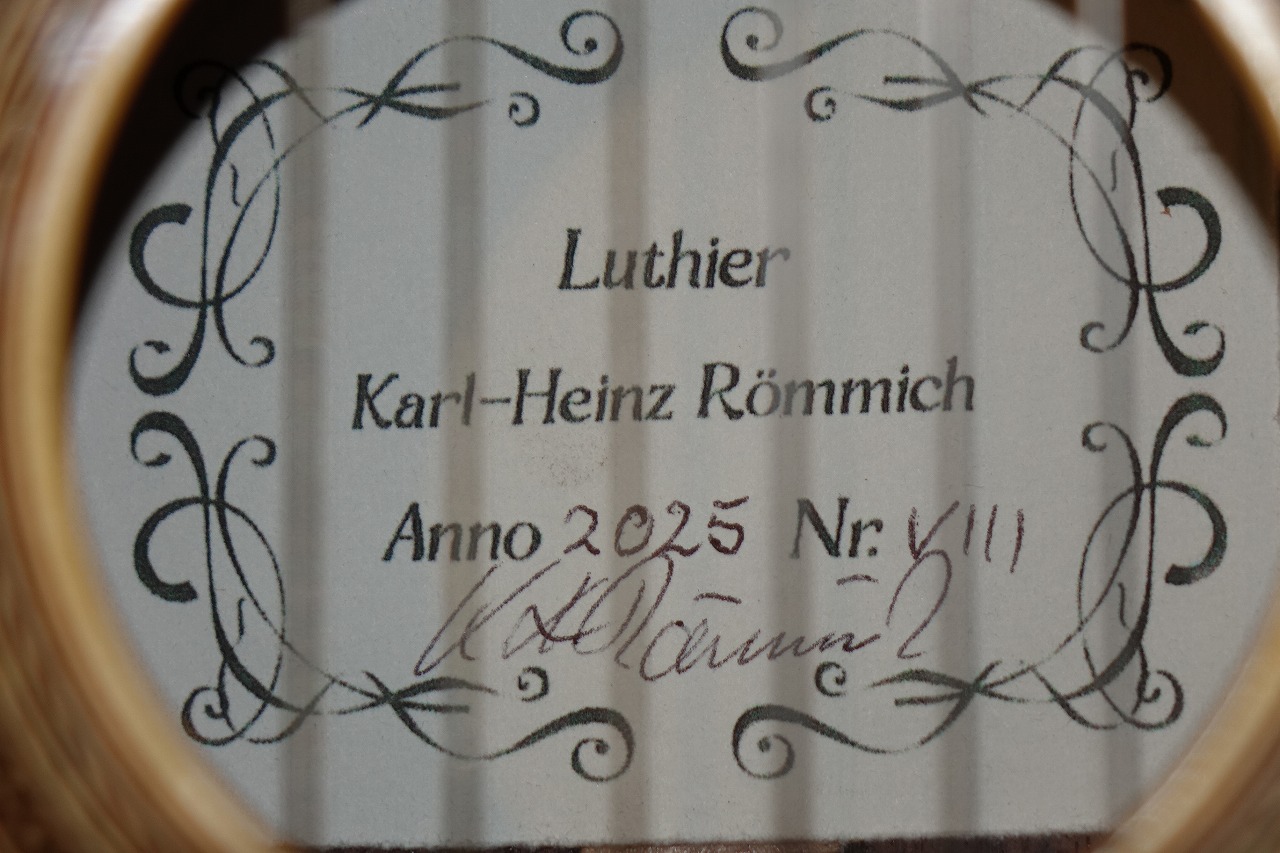 Luthier
Karl-Heinz Römmich
Anno 2025 Nr. VIII